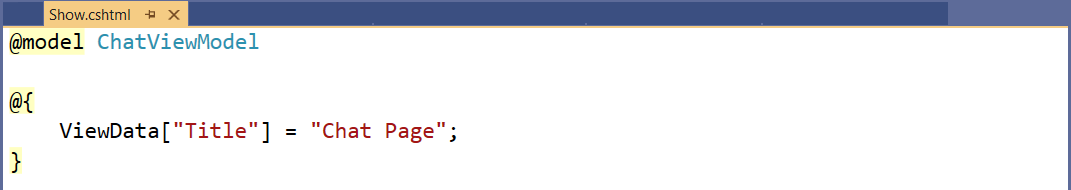 Show.cshtml
@model ChatViewModel
@{
    ViewData["Title"] = "Chat Page";
}